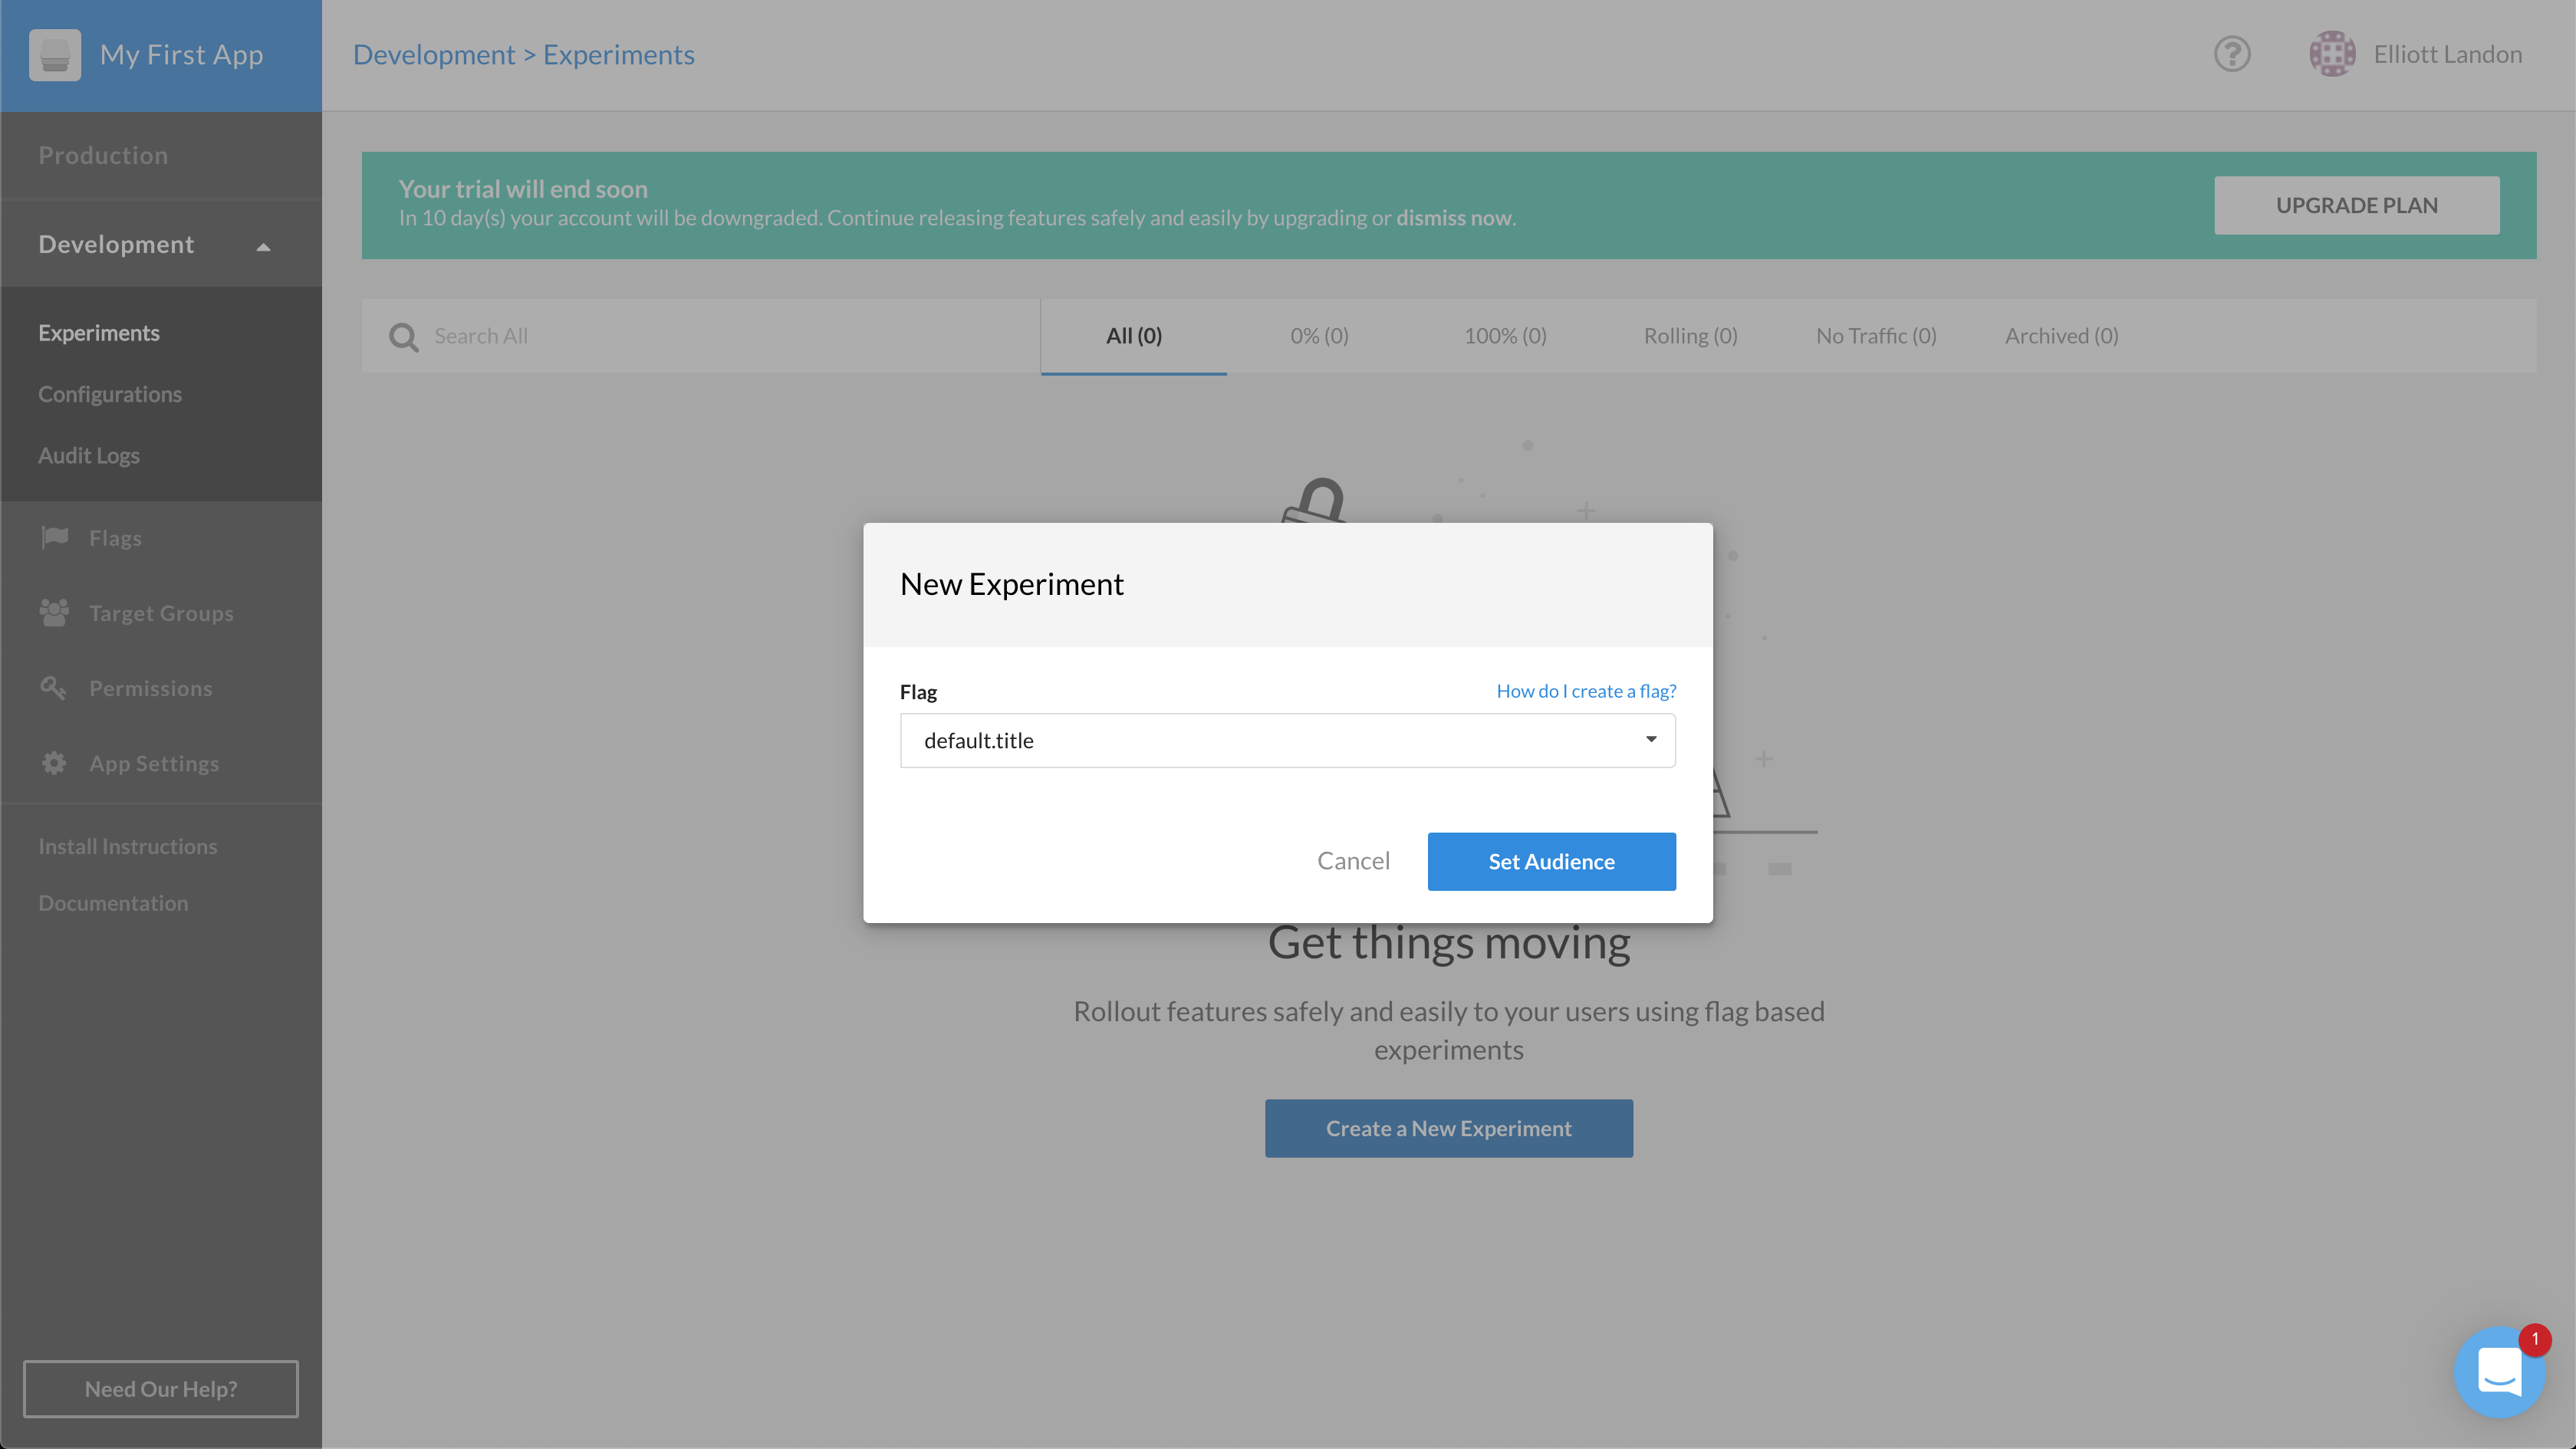 My First App
Development > Experiments
Elliott Landon
Production
Development
Experiments
Configurations
Audit Logs
Flags
Target Groups
Permissions
App Settings
Install Instructions
Documentation
Need Our Help?
Your trial will end soon
In 10 day(s) your account will be downgraded. Continue releasing features safely and easily by upgrading or dismiss now.
UPGRADE PLAN
Search All
All (0)
0% (0)
100% (0)
Rolling (0)
No Traffic (0)
Archived (0)
New Experiment
Flag
How do I create a flag?
default.title
Cancel
Set Audience
Get things moving
Rollout features safely and easily to your users using flag based
experiments
Create a New Experiment
1